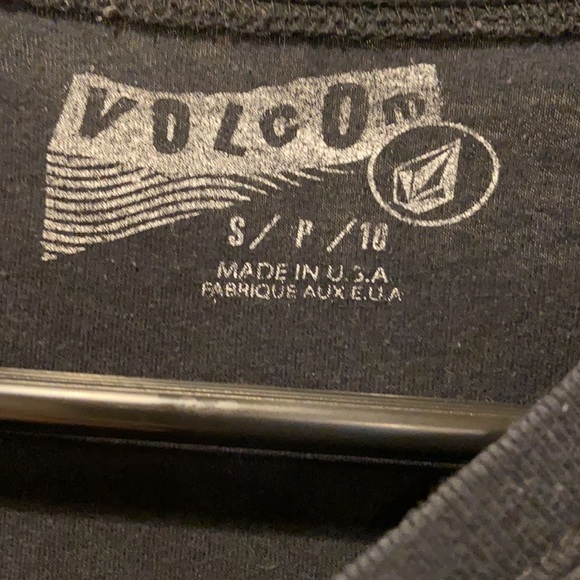 VOLCOm
S/P/10
MADE IN U.S.A
FABRIQUE AUX E.U.A